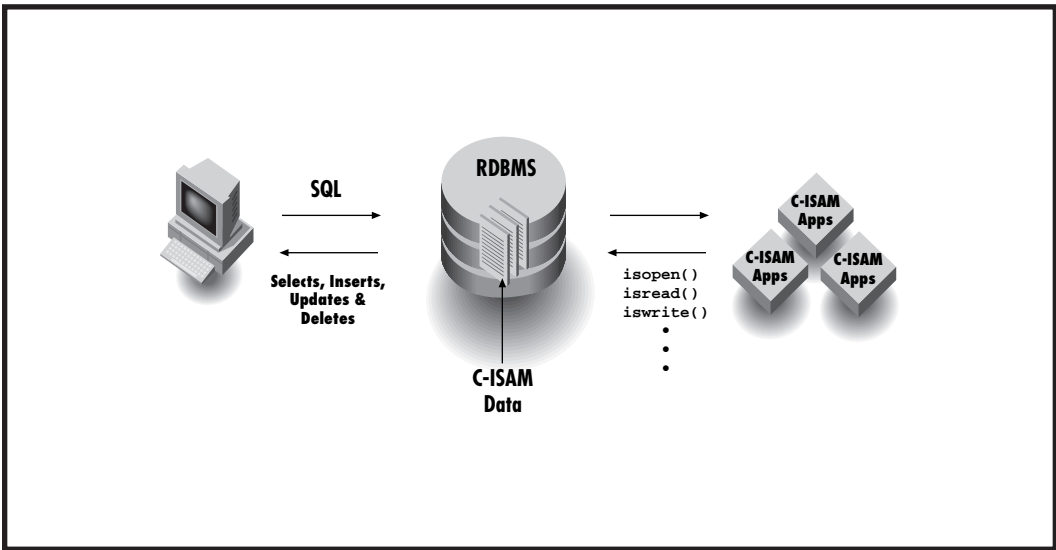 SQL
Selects, Inserts,
Updates &
Deletes
RDBMS
C-ISAM
Data
isopen()
isread()
iswrite()
•
•
•
C-ISAM
Apps
C-ISAM
Apps
C-ISAM
Apps